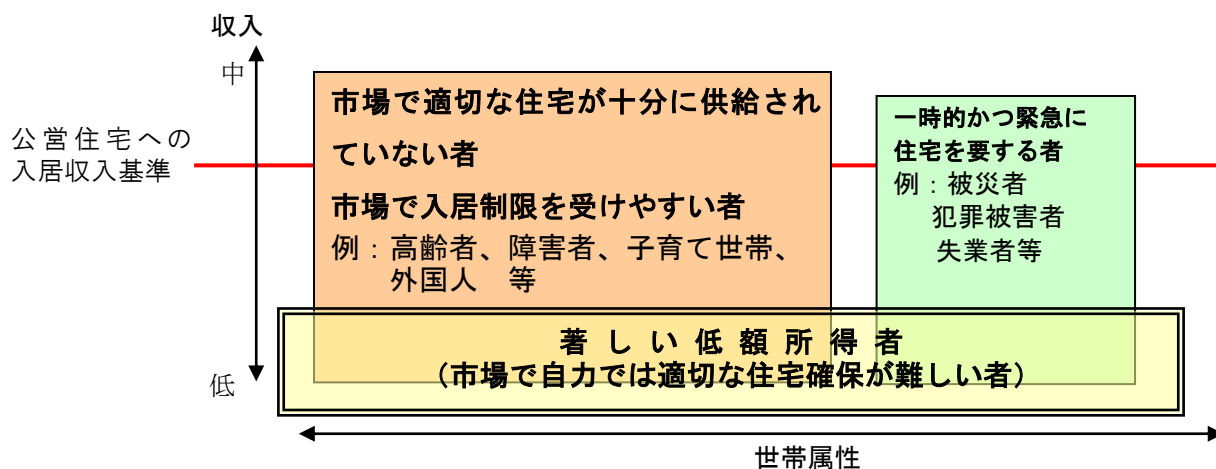 収入
中
公営住宅への
入居収入基準
市場で適切な住宅が十分に供給され
ていない者
市場で入居制限を受けやすい者
例：高齢者、障害者、子育て世帯、
外国人　等
一時的かつ緊急に
住宅を要する者
例：被災者
犯罪被害者
失業者等
著しい低額所得者
（市場で自力では適切な住宅確保が難しい者）
低
世帯属性